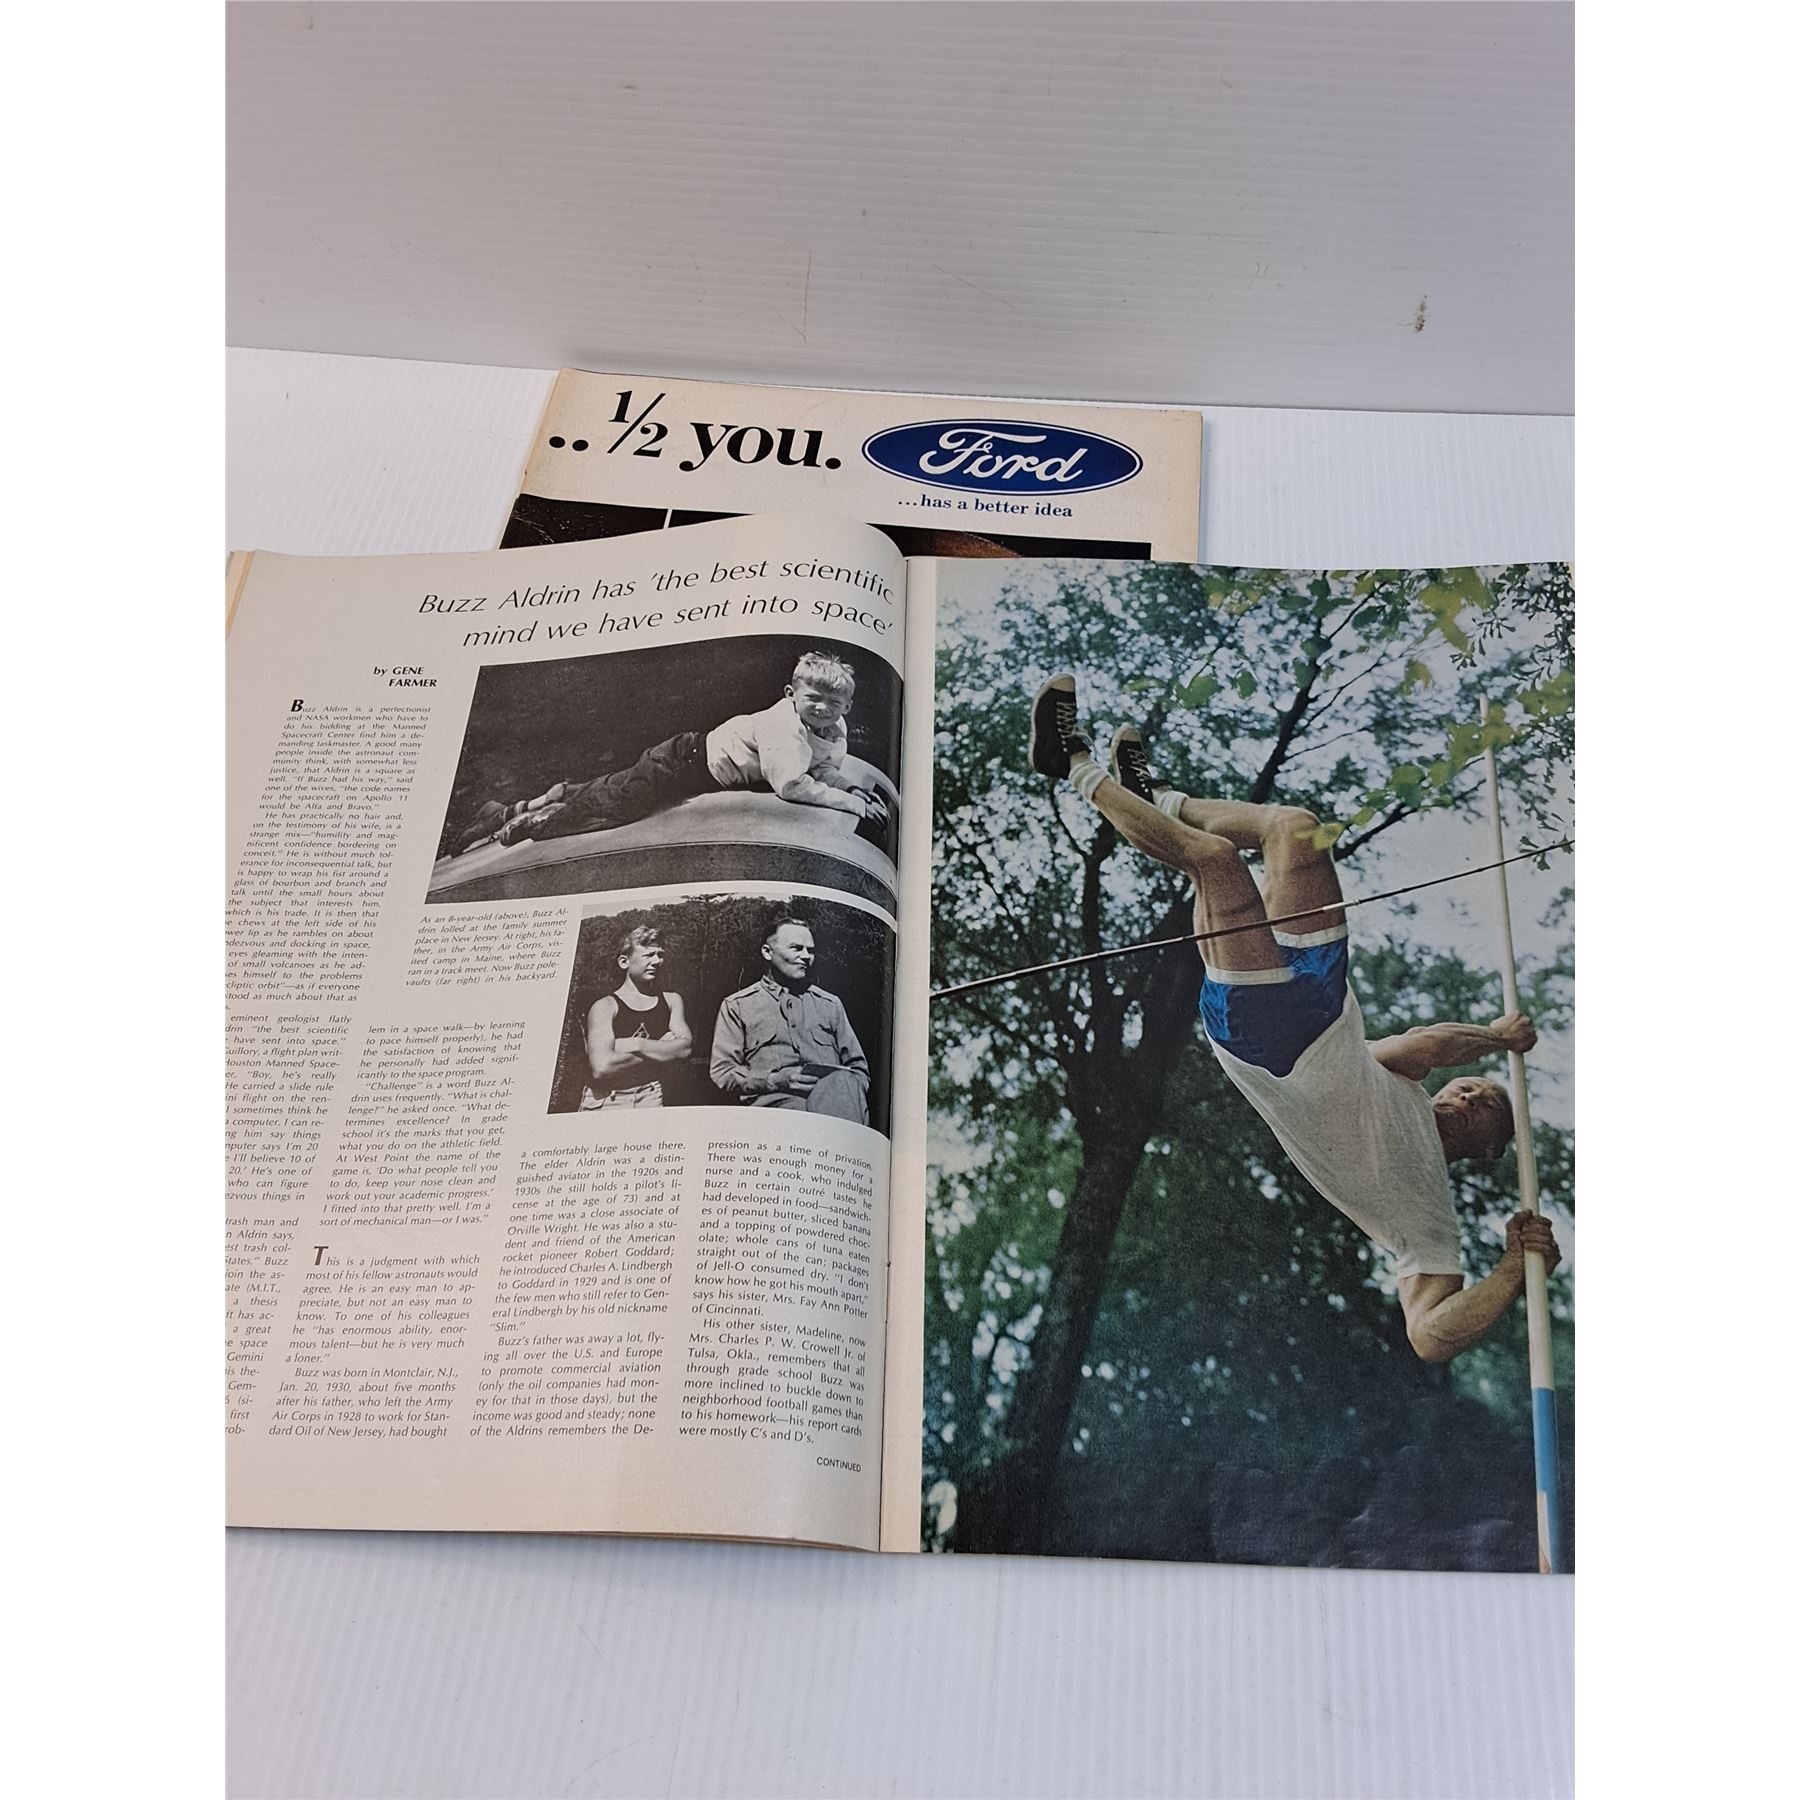 .. ½ you.
Ford
...has a better idea
Buzz Aldrin has 'the best scientific
mind we have sent into space'
by GENE
FARMER
Buzz Aldrin is a perfectionist
and NASA workmen who have to
do his bidding at the Manned
Spacecraft Center find him a de-
manding taskmaster. A good many
people inside the astronaut com-
munity think, with somewhat less
justice, that Aldrin is a square as
well. "If Buzz had his way," said
one of the wives, "the code names
for the spacecraft on Apollo 11
would be Alfa and Bravo."
He has practically no hair and,
on the testimony of his wife, is a
strange mix—"humility and mag-
nificent confidence bordering on
conceit." He is without much tol-
erance for inconsequential talk, but
is happy to wrap his fist around a
glass of bourbon and branch and
talk until the small hours about
the subject that interests him,
which is his trade. It is then that
chews at the left side of his
lip as he rambles on about
and docking in space,
eyes gleaming with the inten-
of small volcanoes as he ad-
himself to the problems
orbit"—as if everyone
as much about that as
eminent geologist flatly
"the best scientific
have sent into space."
a flight plan writ-
Houston Manned Space-
"Boy, he's really
He carried a slide rule
flight on the ren-
I sometimes think he
computer. I can re-
him say things
says I'm 20
I'll believe 10 of
20.' He's one of
who can figure
things in
trash man and
Aldrin says,
trash col-
States." Buzz
join the as-
(M.I.T.,
a thesis
has ac-
a great
space
Gemini
the-
Gem-
(si-
first
As an 8-year-old (above), Buzz Al-
drin lolled at the family summer
place in New Jersey. At right, his fa-
ther, in the Army Air Corps, vis-
ited camp in Maine, where Buzz
ran in a track meet. Now Buzz pole-
vaults (far right) in his backyard.
lem in a space walk—by learning
to pace himself properly), he had
the satisfaction of knowing that
he personally had added signif-
icantly to the space program.
"Challenge" is a word Buzz Al-
drin uses frequently. "What is chal-
lenge?" he asked once. "What de-
termines excellence? In grade
school it's the marks that you get,
what you do on the athletic field.
At West Point the name of the
game is, 'Do what people tell you
to do, keep your nose clean and
work out your academic progress.'
I fitted into that pretty well. I'm a
sort of mechanical man—or I was."
This is a judgment with which
most of his fellow astronauts would
agree. He is an easy man to ap-
preciate, but not an easy man to
know. To one of his colleagues
he "has enormous ability, enor-
mous talent—but he is very much
a loner."
Buzz was born in Montclair, N.J.,
Jan. 20, 1930, about five months
after his father, who left the Army
Air Corps in 1928 to work for Stan-
dard Oil of New Jersey, had bought
a comfortably large house there.
The elder Aldrin was a distin-
guished aviator in the 1920s and
1930s (he still holds a pilot's li-
cense at the age of 73) and at
one time was a close associate of
Orville Wright. He was also a stu-
dent and friend of the American
rocket pioneer Robert Goddard;
he introduced Charles A. Lindbergh
to Goddard in 1929 and is one of
the few men who still refer to Gen-
eral Lindbergh by his old nickname
"Slim."
Buzz's father was away a lot, fly-
ing all over the U.S. and Europe
to promote commercial aviation
(only the oil companies had mon-
ey for that in those days), but the
income was good and steady; none
of the Aldrins remembers the De-
pression as a time of privation.
There was enough money for a
nurse and a cook, who indulged
Buzz in certain outré tastes he
had developed in food—sandwich-
es of peanut butter, sliced banana
and a topping of powdered choc-
olate; whole cans of tuna eaten
straight out of the can; packages
of Jell-O consumed dry. "I don't
know how he got his mouth apart,"
says his sister, Mrs. Fay Ann Potter
of Cincinnati.
His other sister, Madeline, now
Mrs. Charles P. W. Crowell Jr. of
Tulsa, Okla., remembers that all
through grade school Buzz was
more inclined to buckle down to
neighborhood football games than
to his homework—his report cards
were mostly C's and D's.
CONTINUED